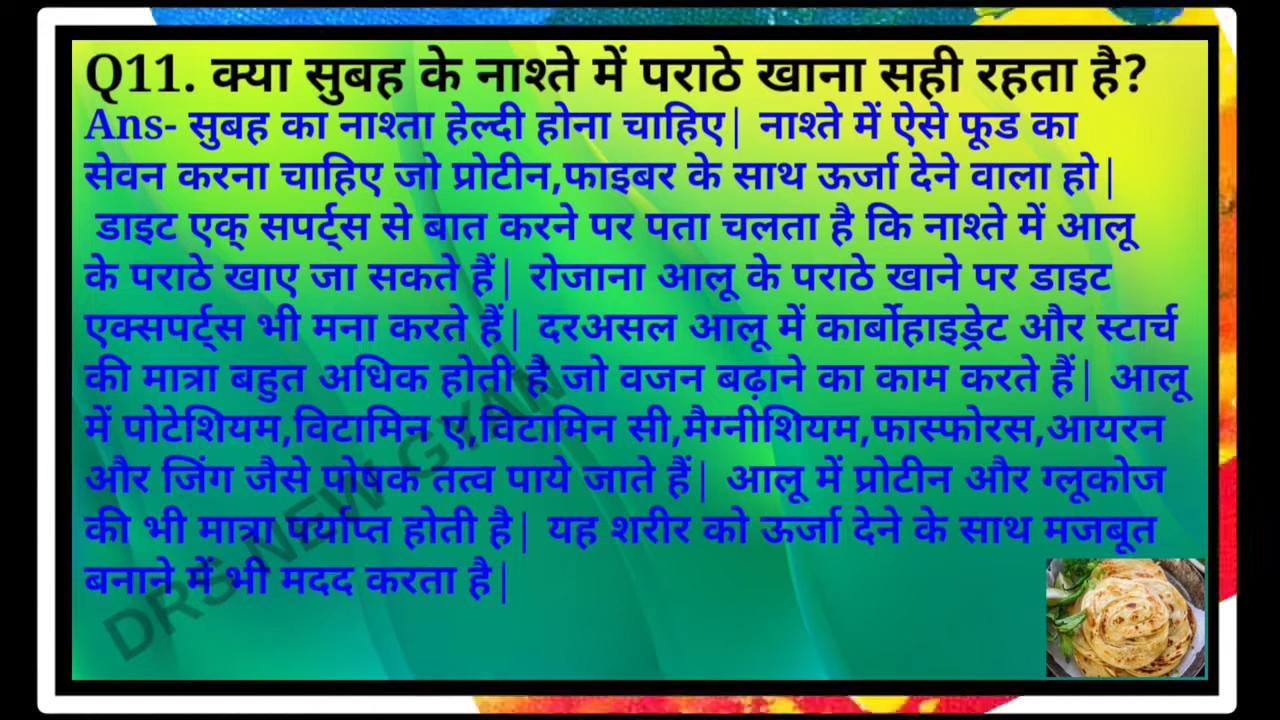 Q11. क्या सुबह के नाश्ते में पराठे खाना सही रहता है?
Ans- सुबह का नाश्ता हेल्दी होना चाहिए| नाश्ते में ऐसे फूड का
सेवन करना चाहिए जो प्रोटीन,फाइबर के साथ ऊर्जा देने वाला हो|
डाइट एक् सपर्ट्स से बात करने पर पता चलता है कि नाश्ते में आलू
के पराठे खाए जा सकते हैं| रोजाना आलू के पराठे खाने पर डाइट
एक्सपर्ट्स भी मना करते हैं| दरअसल आलू में कार्बोहाइड्रेट और स्टार्च
की मात्रा बहुत अधिक होती है जो वजन बढ़ाने का काम करते हैं| आलू
में पोटेशियम,विटामिन ए,विटामिन सी,मैग्नीशियम,फास्फोरस,आयरन
और जिंग जैसे पोषक तत्व पाये जाते हैं| आलू में प्रोटीन और ग्लूकोज
की भी मात्रा पर्याप्त होती है| यह शरीर को ऊर्जा देने के साथ मजबूत
बनाने में भी मदद करता है|
DRS NEW GYAN